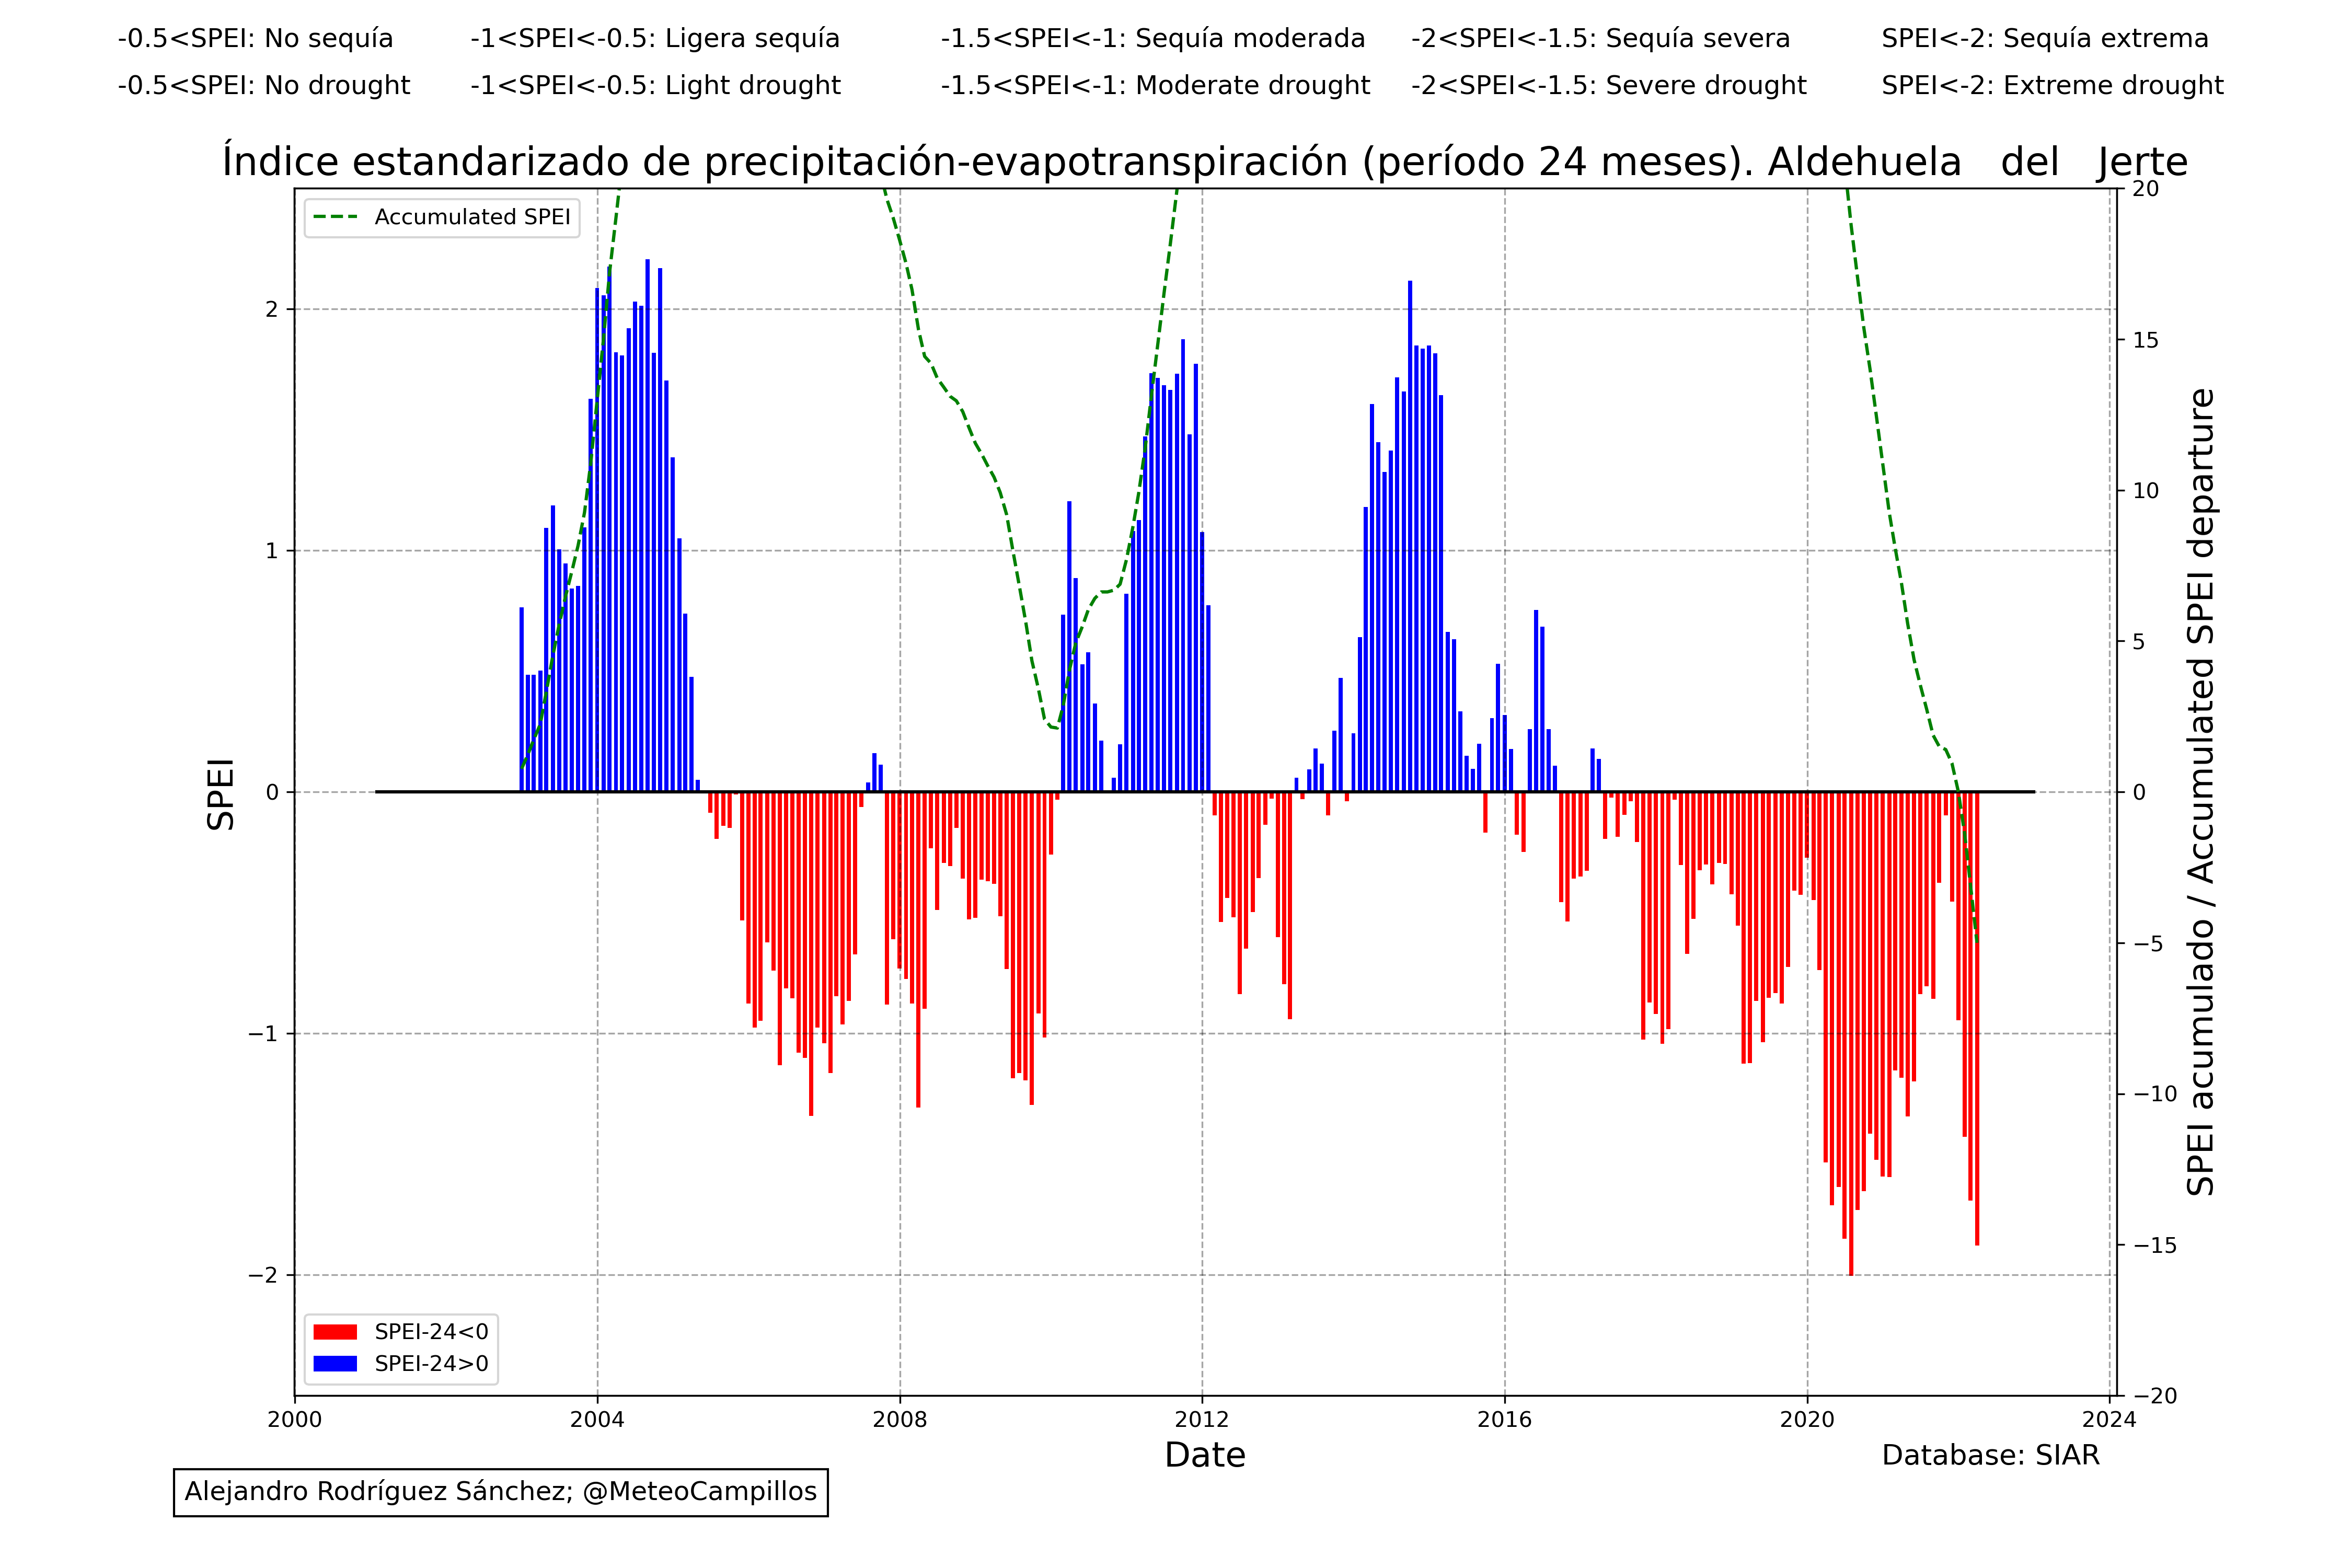 -0.5<SPEI: No sequía -1<SPEI<-0.5: Ligera sequía -1.5<SPEI<-1: Sequía moderada -2<SPEI<-1.5: Sequía severa SPEI<-2: Sequía extrema
-0.5<SPEI: No drought -1<SPEI<-0.5: Light drought -1.5<SPEI<-1: Moderate drought -2<SPEI<-1.5: Severe drought SPEI<-2: Extreme drought
Índice estandarizado de precipitación-evapotranspiración (período 24 meses). Aldehuela del Jerte
Accumulated SPEI
SPEI
2
1
0
−1
−2
20
15
10
5
0
−5
−10
−15
−20
SPEI acumulado / Accumulated SPEI departure
SPEI-24<0
SPEI-24>0
2000 2004 2008 2012 2016 2020 2024
Date
Database: SIAR
Alejandro Rodríguez Sánchez; @MeteoCampillos